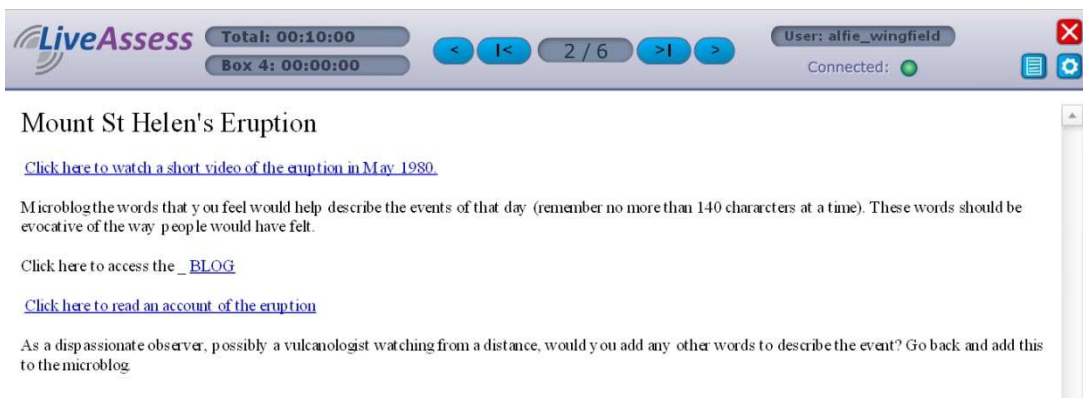 LiveAssess
Total: 00:10:00
Box 4: 00:00:00
< I< 2 / 6 >I >
User: alfie_wingfield
Connected:
Mount St Helen's Eruption
Click here to watch a short video of the eruption in May 1980.
Microblog the words that you feel would help describe the events of that day (remember no more than 140 chararcters at a time). These words should be
evocative of the way people would have felt.
Click here to access the _ BLOG
Click here to read an account of the eruption
As a dispassionate observer, possibly a vulcanologist watching from a distance, would you add any other words to describe the event? Go back and add this
to the microblog.